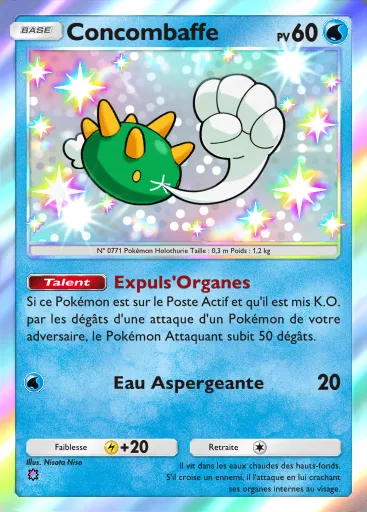 BASE Concombaffe PV 60
N° 0771 Pokémon Holothurie Taille : 0,3 m Poids : 1,2 kg
Talent Expuls'Organes
Si ce Pokémon est sur le Poste Actif et qu'il est mis K.O.
par les dégâts d'une attaque d'un Pokémon de votre
adversaire, le Pokémon Attaquant subit 50 dégâts.
Eau Aspergeante 20
Faiblesse +20 Retraite
Illus. Nisota Niso
Il vit dans les eaux chaudes des hauts-fonds.
S'il croise un ennemi, il l'attaque en lui crachant
ses organes internes au visage.